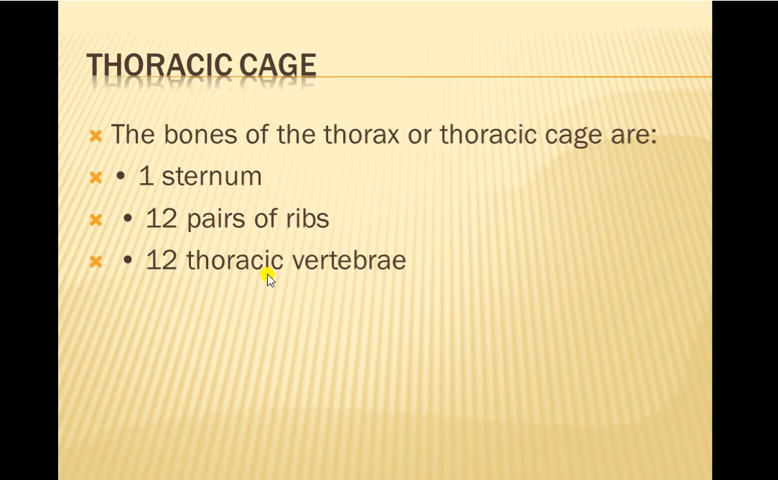 THORACIC CAGE
The bones of the thorax or thoracic cage are:
• 1 sternum
• 12 pairs of ribs
• 12 thoracic vertebrae